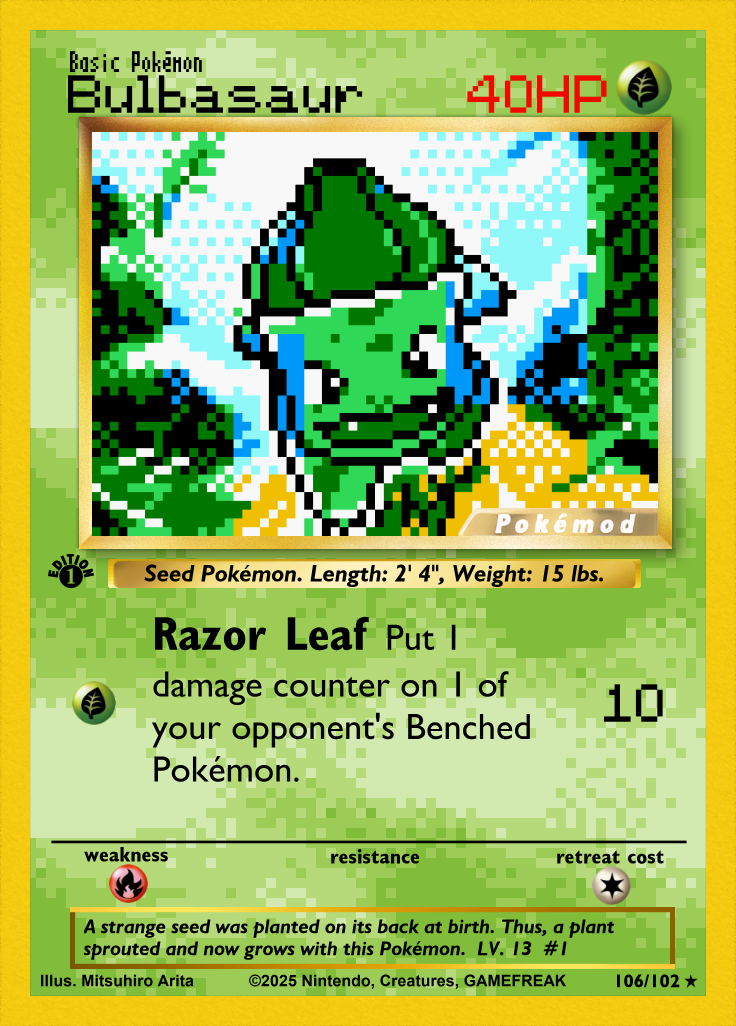 Basic Pokémon
Bulbasaur 40HP
Pokémod
EDITION 1
Seed Pokémon. Length: 2' 4", Weight: 15 lbs.
Razor Leaf Put 1
damage counter on 1 of
your opponent's Benched
Pokémon.
10
weakness resistance retreat cost
A strange seed was planted on its back at birth. Thus, a plant
sprouted and now grows with this Pokémon. LV. 13 #1
Illus. Mitsuhiro Arita ©2025 Nintendo, Creatures, GAMEFREAK 106/102 ★